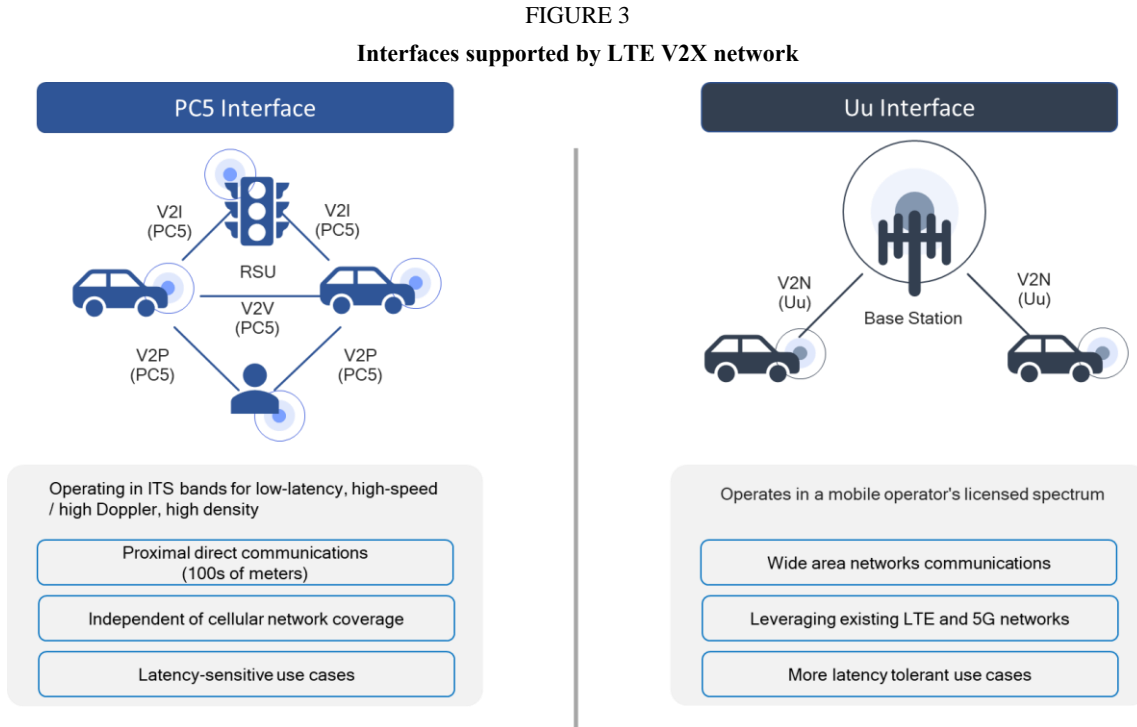 FIGURE 3
Interfaces supported by LTE V2X network
PC5 Interface
V2I
(PC5)
V2I
(PC5)
RSU
V2V
(PC5)
V2P
(PC5)
V2P
(PC5)
Operating in ITS bands for low-latency, high-speed
/ high Doppler, high density
Proximal direct communications
(100s of meters)
Independent of cellular network coverage
Latency-sensitive use cases
Uu Interface
V2N
(Uu)
V2N
(Uu)
Base Station
Operates in a mobile operator's licensed spectrum
Wide area networks communications
Leveraging existing LTE and 5G networks
More latency tolerant use cases